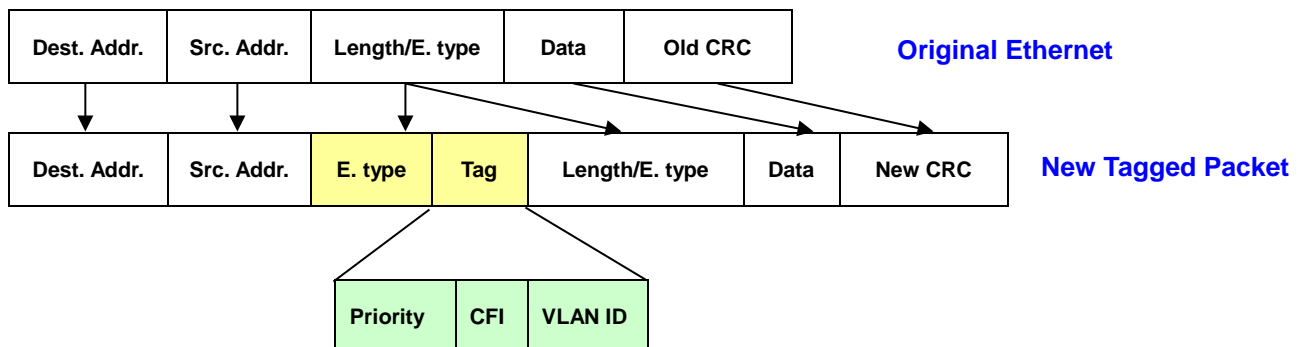 Dest. Addr. Src. Addr. Length/E. type Data Old CRC Original Ethernet
Dest. Addr. Src. Addr. E. type Tag Length/E. type Data New CRC New Tagged Packet
Priority CFI VLAN ID